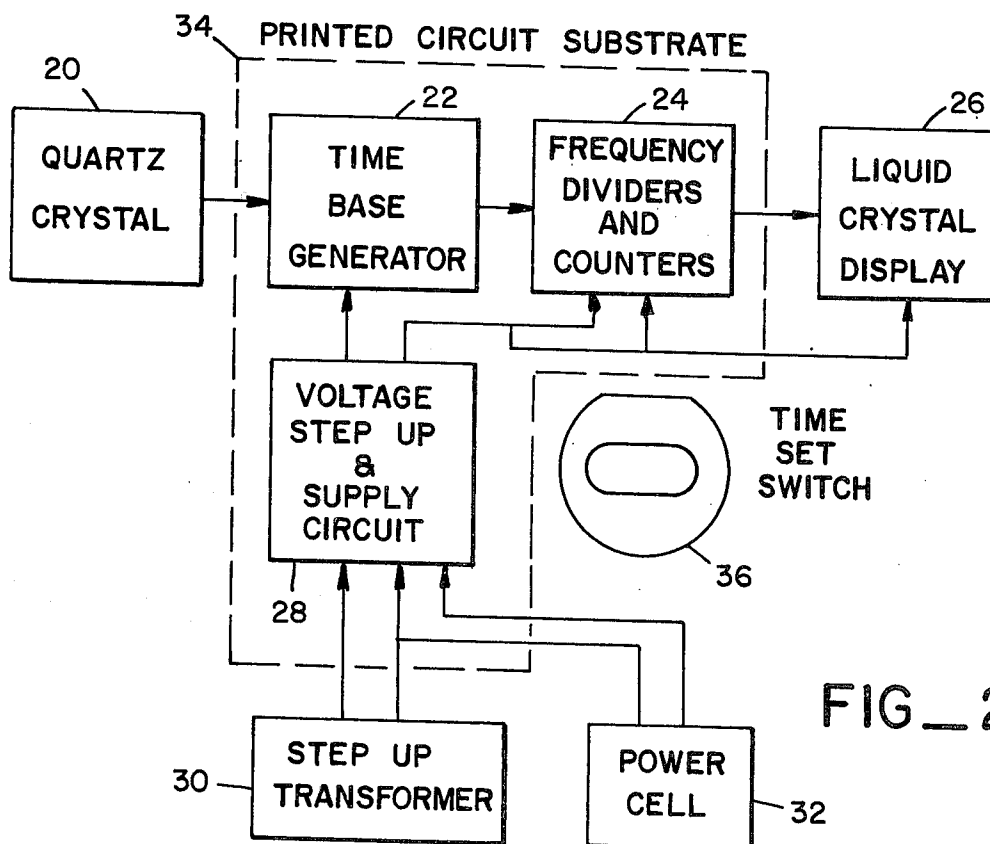 34
PRINTED CIRCUIT SUBSTRATE
20
22
24
26
QUARTZ
CRYSTAL
TIME
BASE
GENERATOR
FREQUENCY
DIVIDERS
AND
COUNTERS
LIQUID
CRYSTAL
DISPLAY
VOLTAGE
STEP UP
&
SUPPLY
CIRCUIT
28
TIME
SET
SWITCH
36
STEP UP
TRANSFORMER
30
POWER
CELL
32
FIG_2